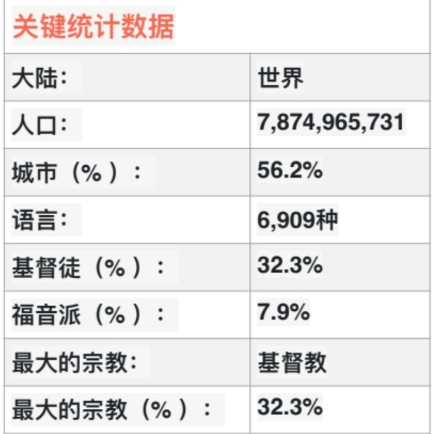 关键统计数据
大陆： 世界
人口： 7,874,965,731
城市（%）： 56.2%
语言： 6,909种
基督徒（%）： 32.3%
福音派（%）： 7.9%
最大的宗教： 基督教
最大的宗教（%）： 32.3%